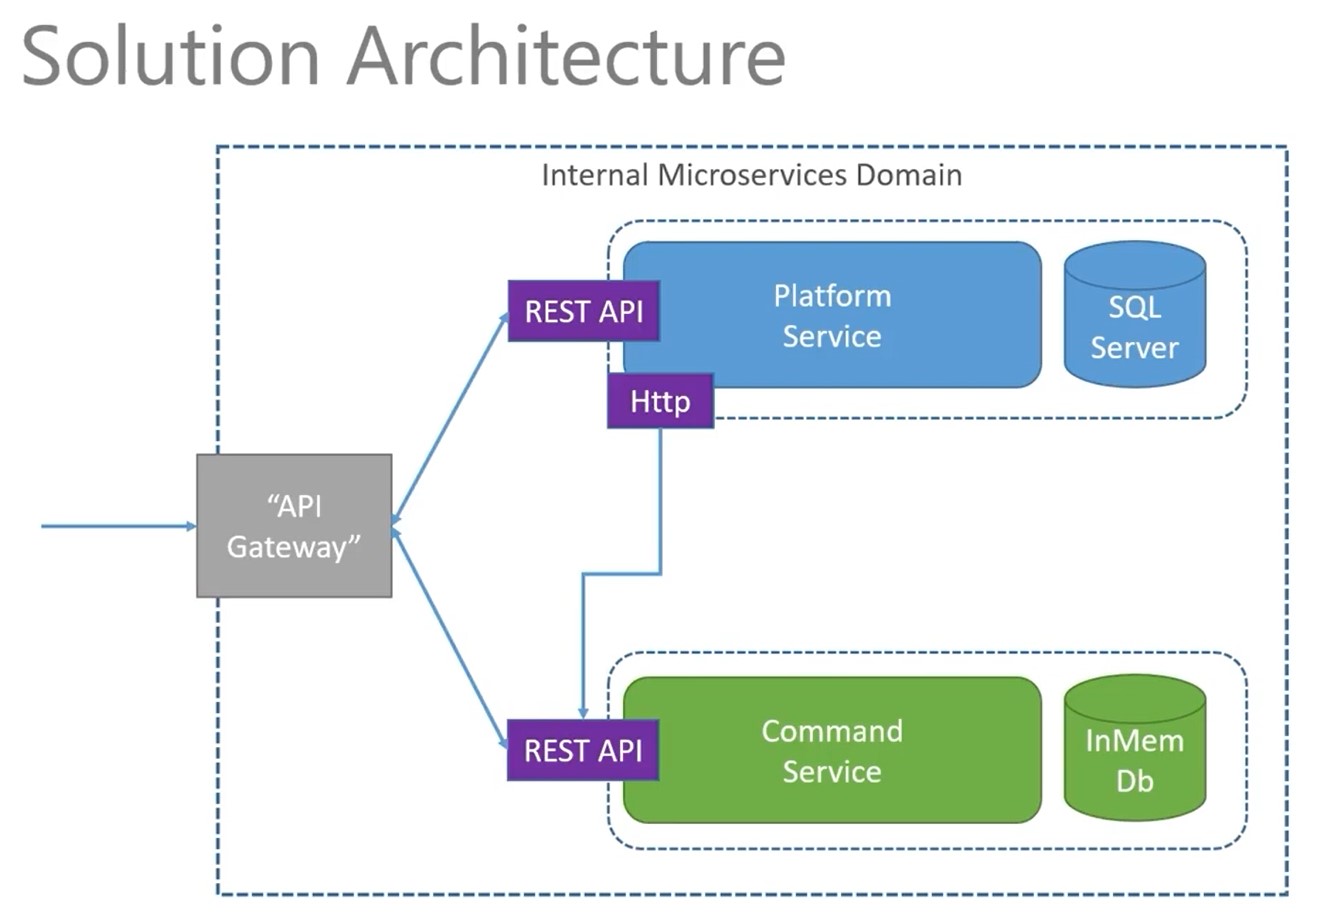 Solution Architecture
Internal Microservices Domain
REST API
Platform
Service
SQL
Server
Http
“API
Gateway”
REST API
Command
Service
InMem
Db